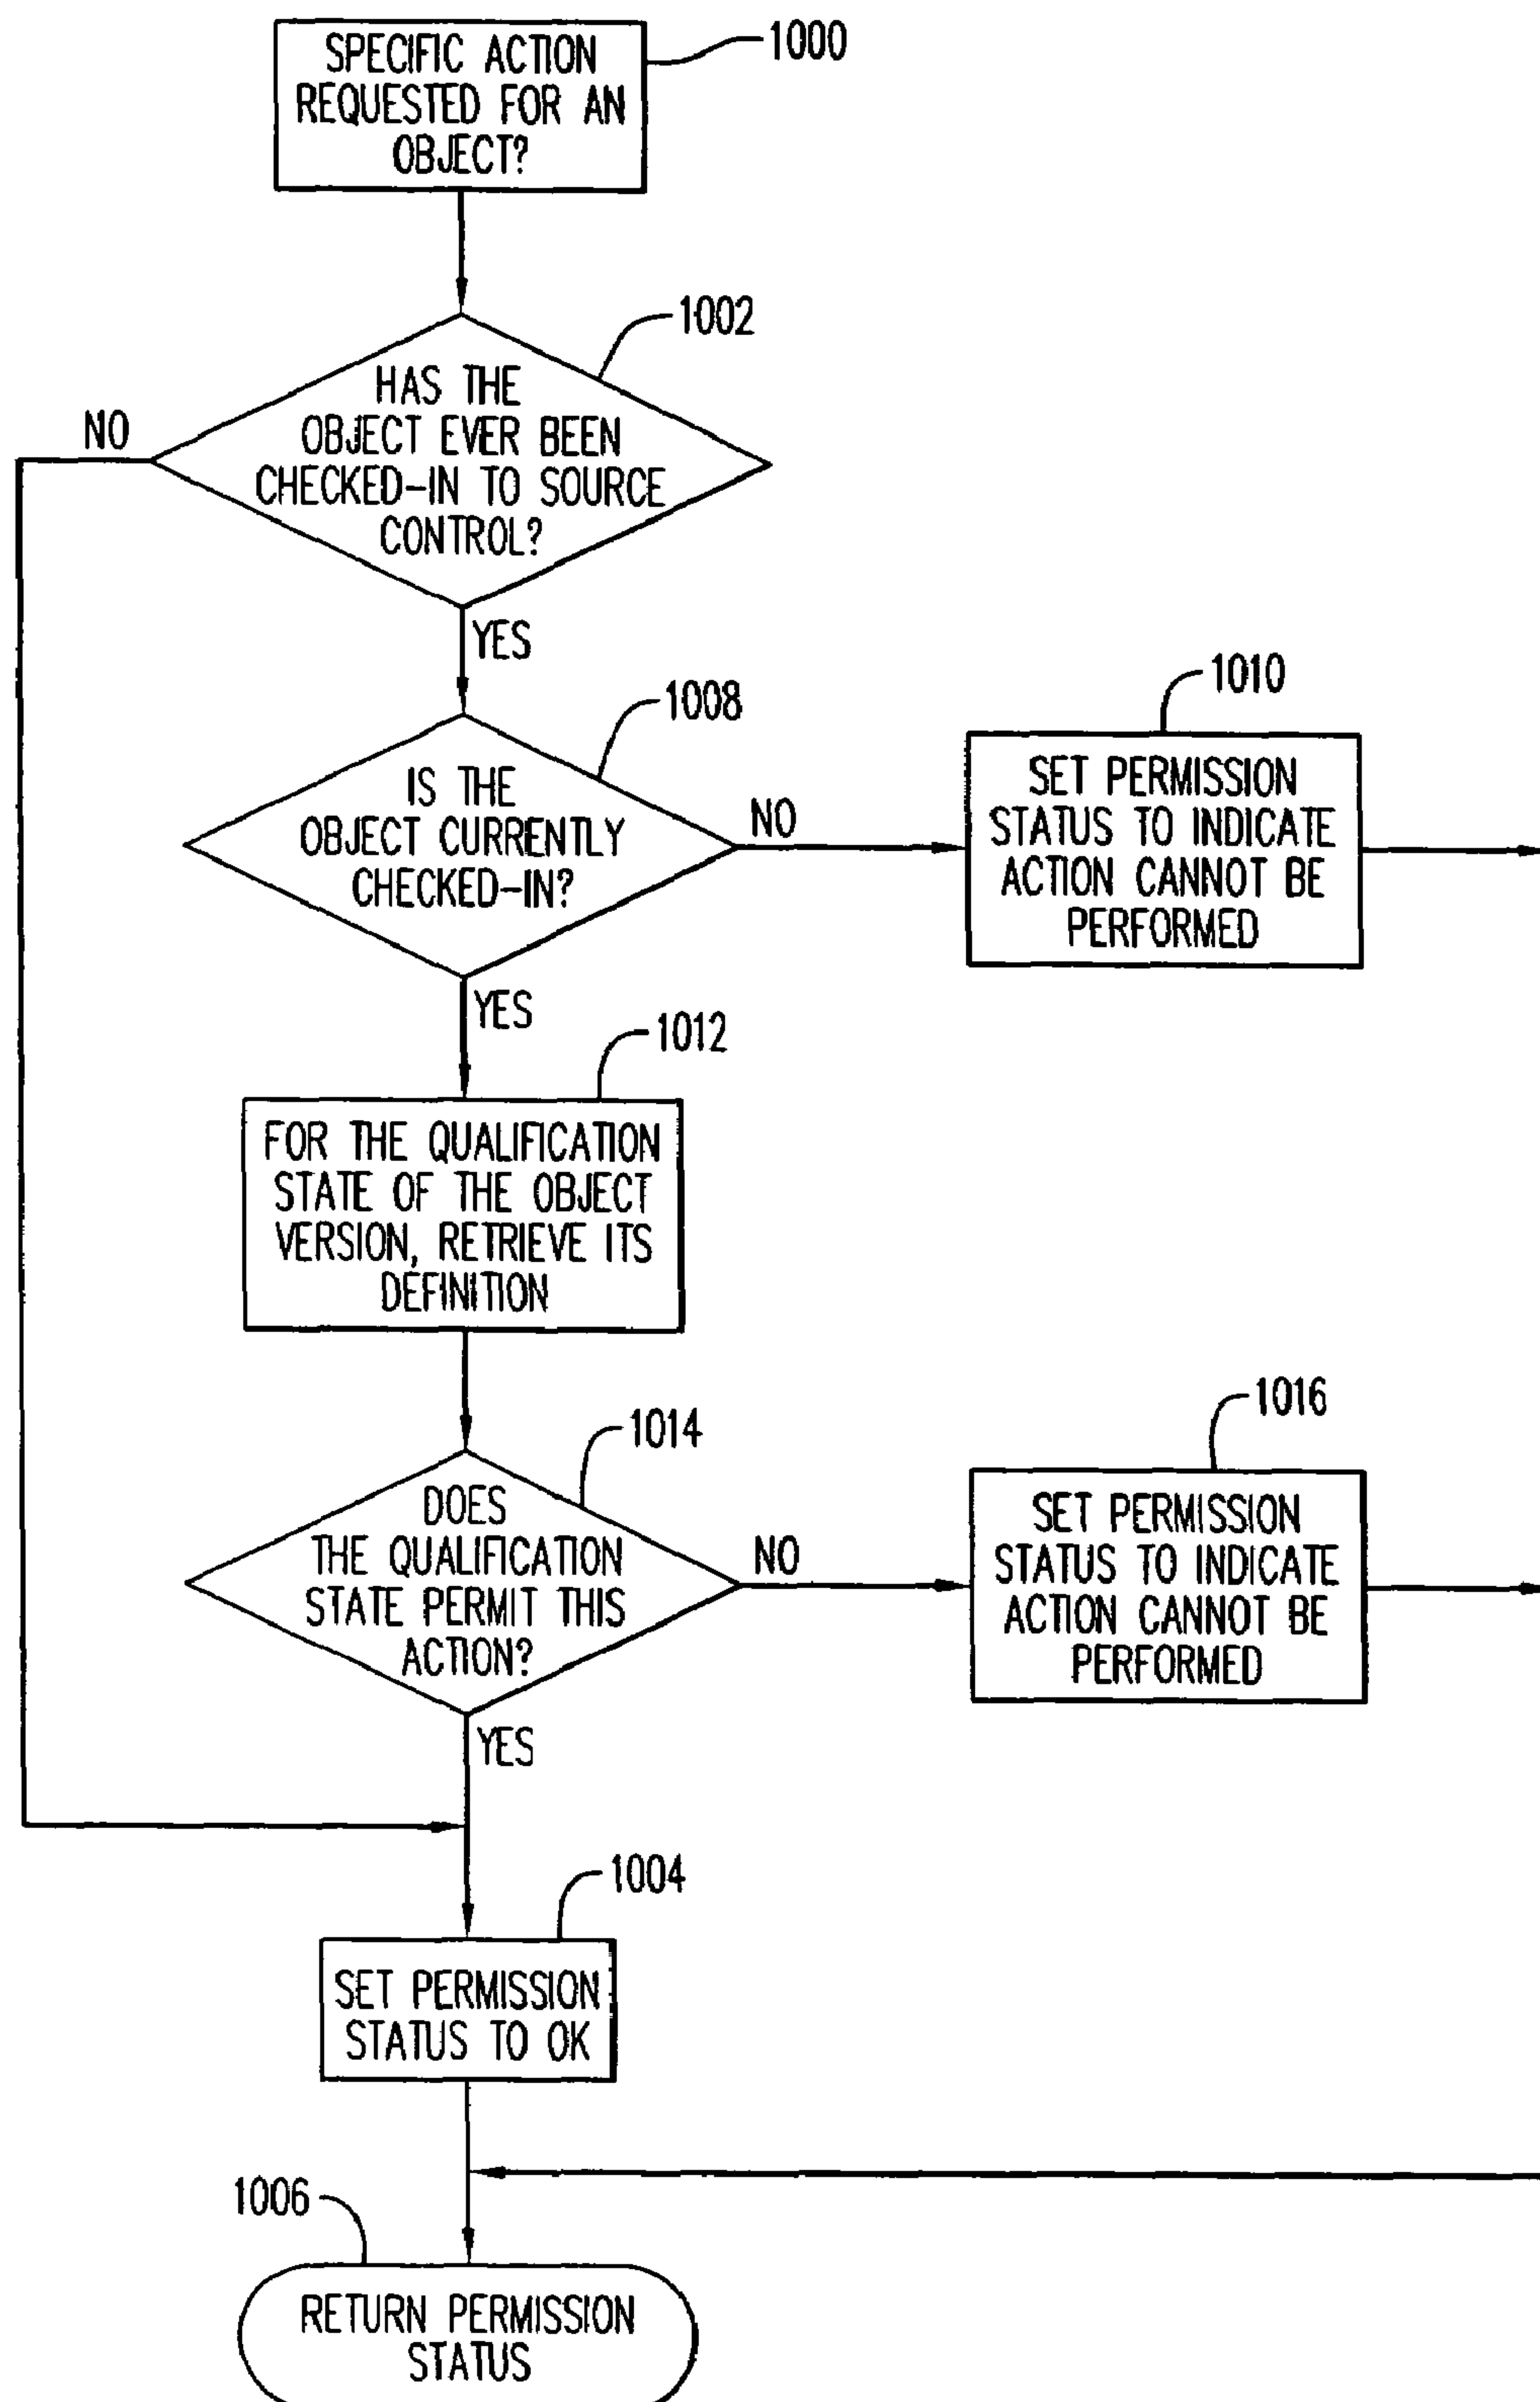 SPECIFIC ACTION
REQUESTED FOR AN
OBJECT?
1000
1002
HAS THE
OBJECT EVER BEEN
CHECKED-IN TO SOURCE
CONTROL?
NO
YES
1008
IS THE
OBJECT CURRENTLY
CHECKED-IN?
NO
1010
SET PERMISSION
STATUS TO INDICATE
ACTION CANNOT BE
PERFORMED
YES
1012
FOR THE QUALIFICATION
STATE OF THE OBJECT
VERSION, RETRIEVE ITS
DEFINITION
1014
DOES
THE QUALIFICATION
STATE PERMIT THIS
ACTION?
NO
1016
SET PERMISSION
STATUS TO INDICATE
ACTION CANNOT BE
PERFORMED
YES
1004
SET PERMISSION
STATUS TO OK
1006
RETURN PERMISSION
STATUS